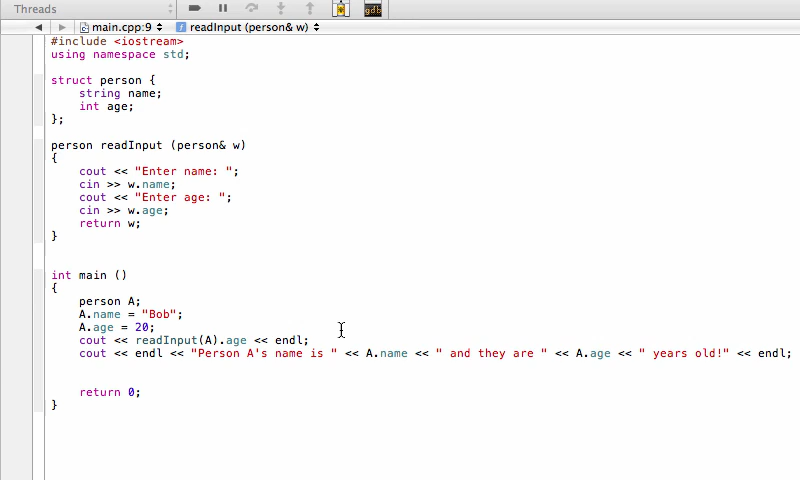 Threads
main.cpp:9 readInput (person& w)
#include <iostream>
using namespace std;
struct person {
string name;
int age;
};
person readInput (person& w)
{
cout << "Enter name: ";
cin >> w.name;
cout << "Enter age: ";
cin >> w.age;
return w;
}
int main ()
{
person A;
A.name = "Bob";
A.age = 20;
cout << readInput(A).age << endl;
cout << endl << "Person A's name is " << A.name << " and they are " << A.age << " years old!" << endl;
return 0;
}